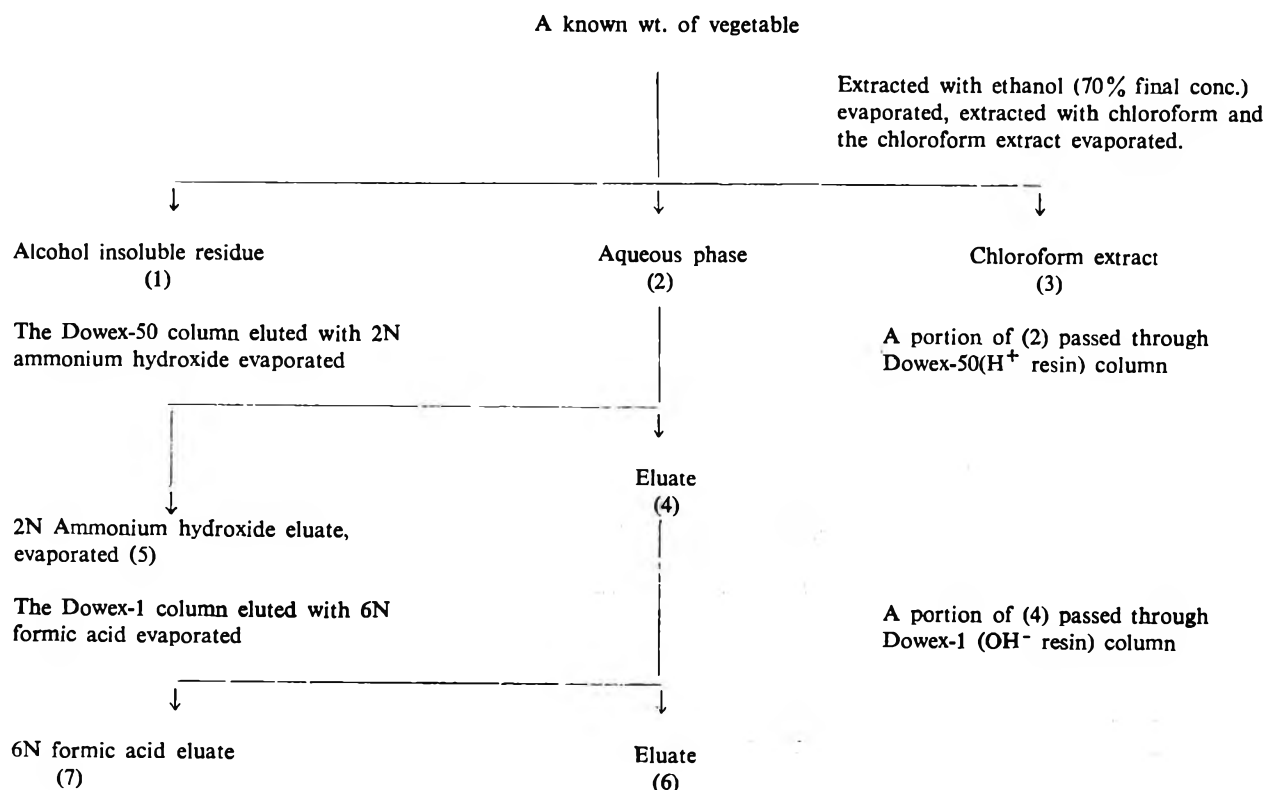 A known wt. of vegetable
Extracted with ethanol (70% final conc.)
evaporated, extracted with chloroform and
the chloroform extract evaporated.
Alcohol insoluble residue
(1)
Aqueous phase
(2)
Chloroform extract
(3)
The Dowex-50 column eluted with 2N
ammonium hydroxide evaporated
A portion of (2) passed through
Dowex-50(H⁺ resin) column
Eluate
(4)
2N Ammonium hydroxide eluate,
evaporated (5)
The Dowex-1 column eluted with 6N
formic acid evaporated
A portion of (4) passed through
Dowex-1 (OH⁻ resin) column
6N formic acid eluate
(7)
Eluate
(6)